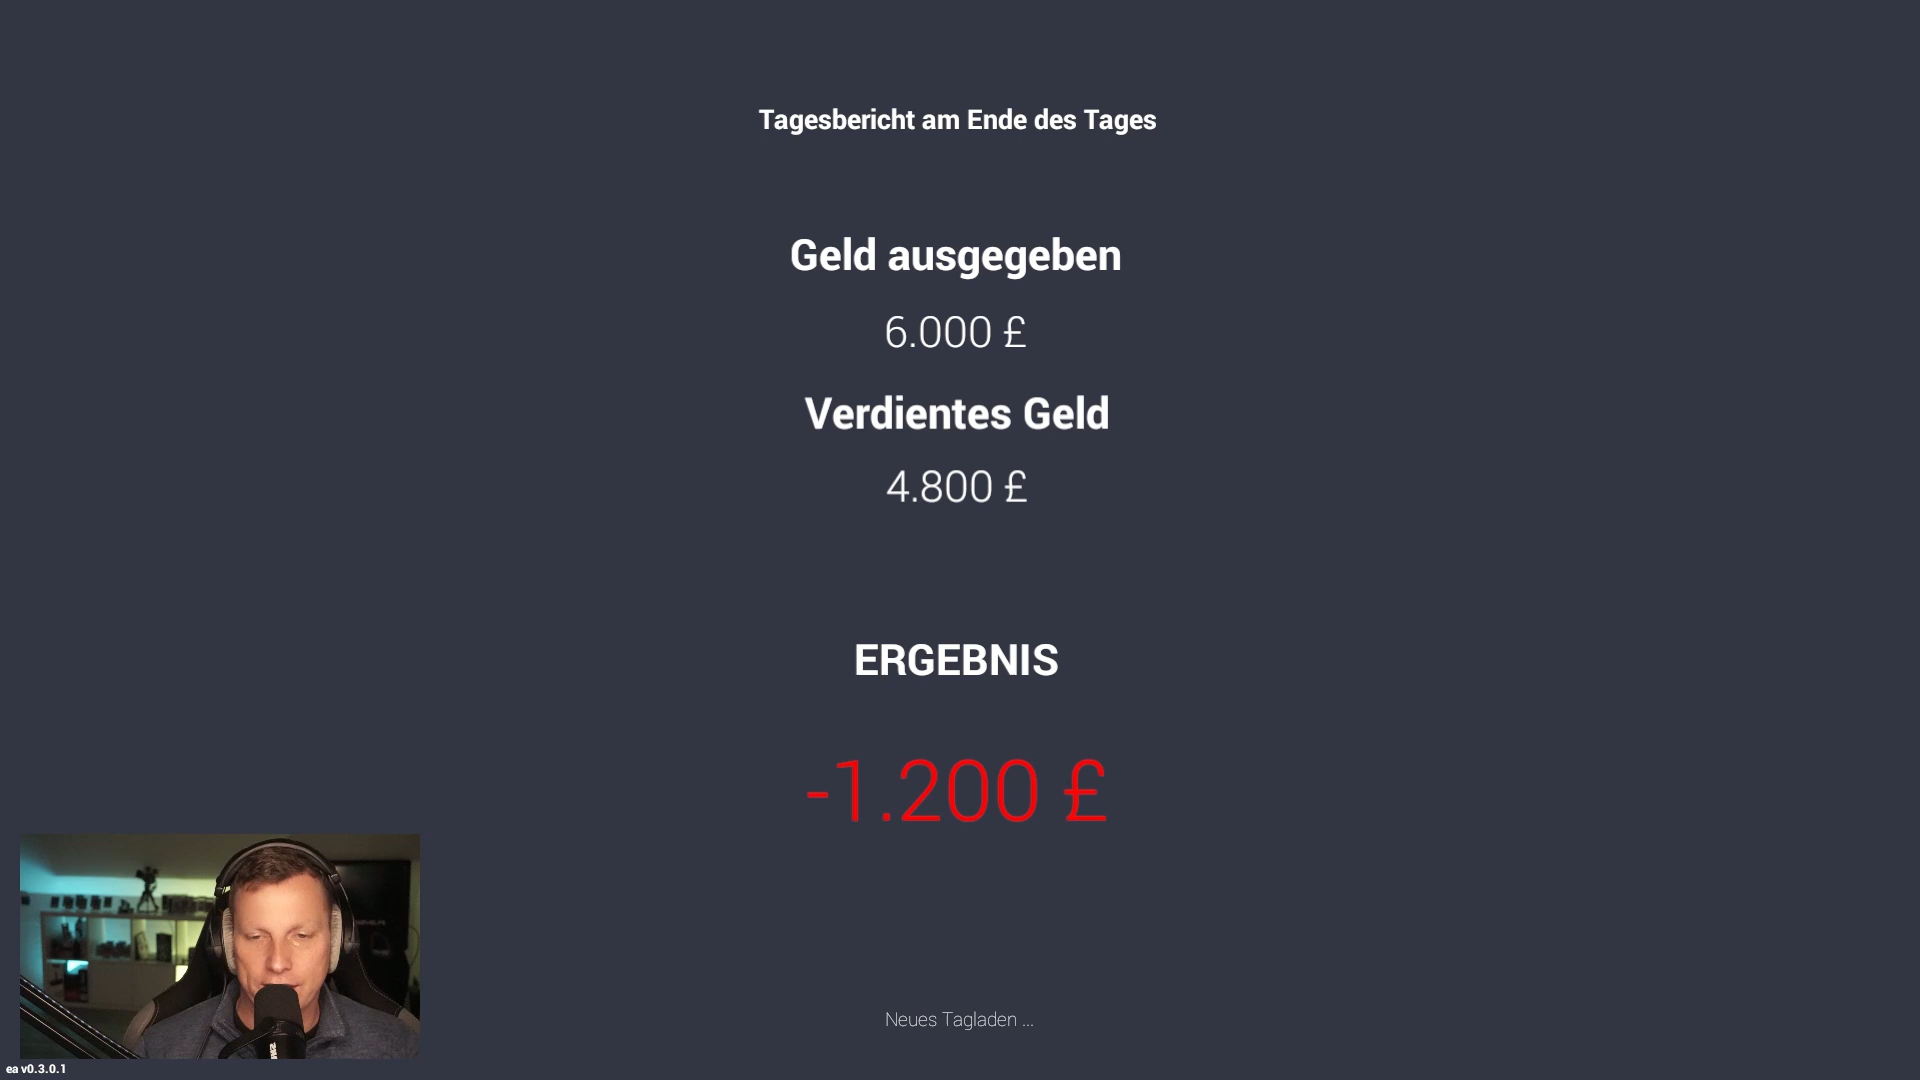 Tagesbericht am Ende des Tages
Geld ausgegeben
6.000 £
Verdientes Geld
4.800 £
ERGEBNIS
-1.200 £
Neues Tagladen ...
ea v0.3.0.1